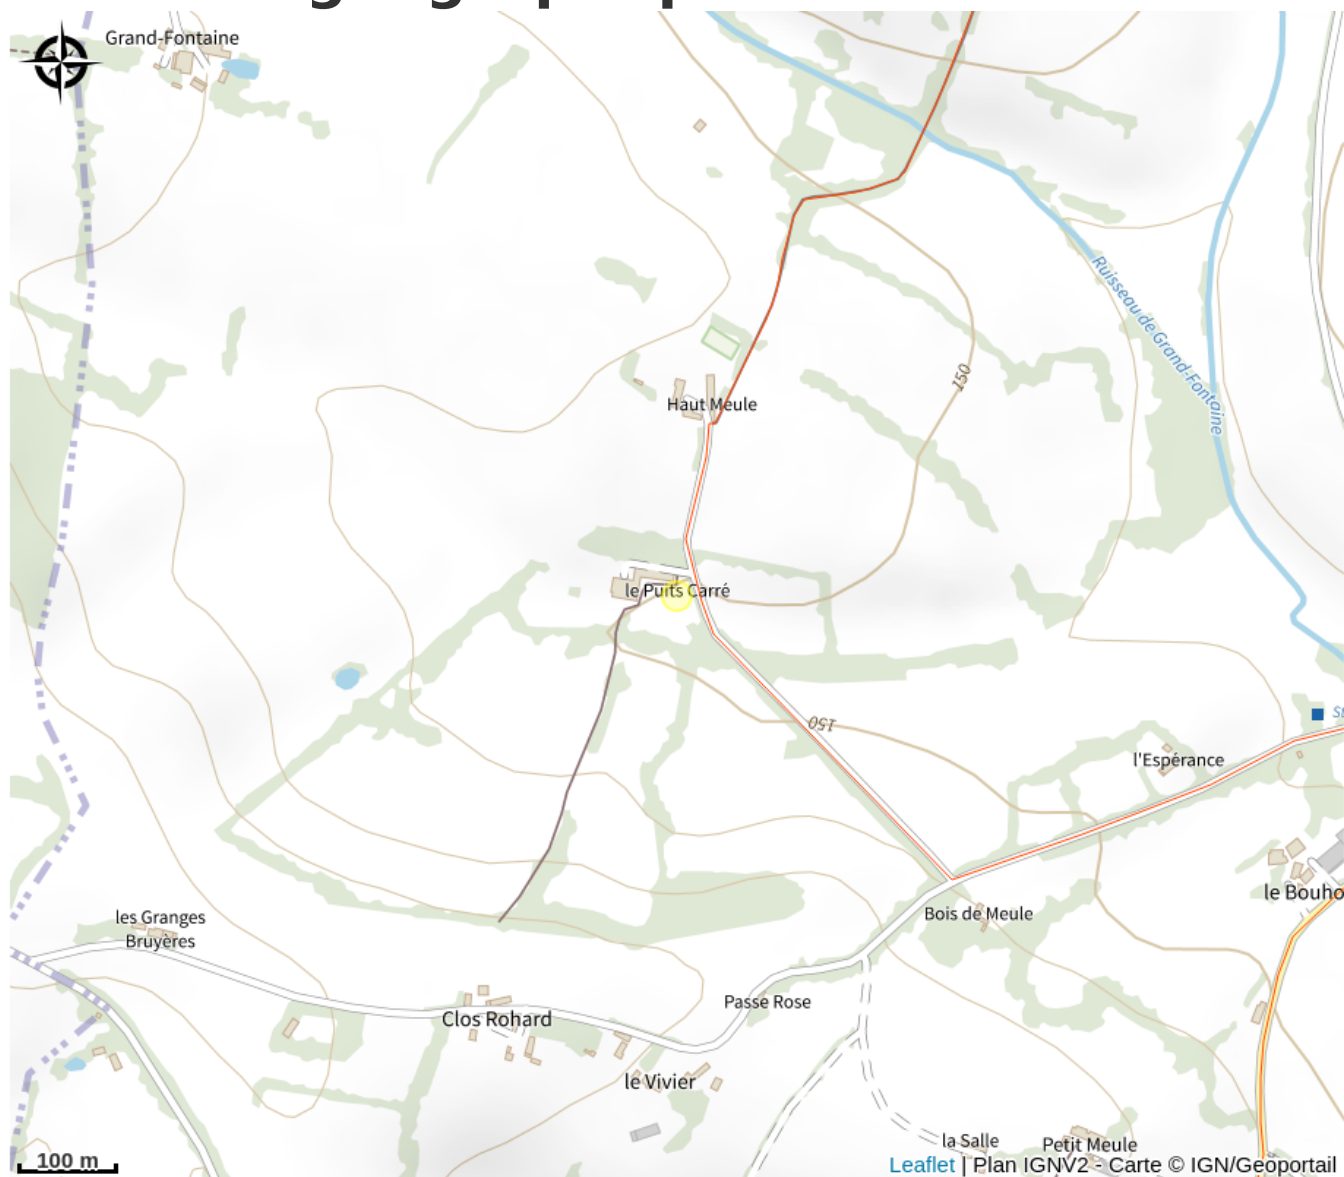 Grand-Fontaine
Ruisseau de Grand-Fontaine
150
Haut Meule
le Puits Carré
150
l'Espérance
le Bouho
les Granges
Bruyères
Bois de Meule
Passe Rose
Clos Rohard
le Vivier
la Salle
Petit Meule
100 m
Leaflet | Plan IGNV2 - Carte © IGN/Geoportail